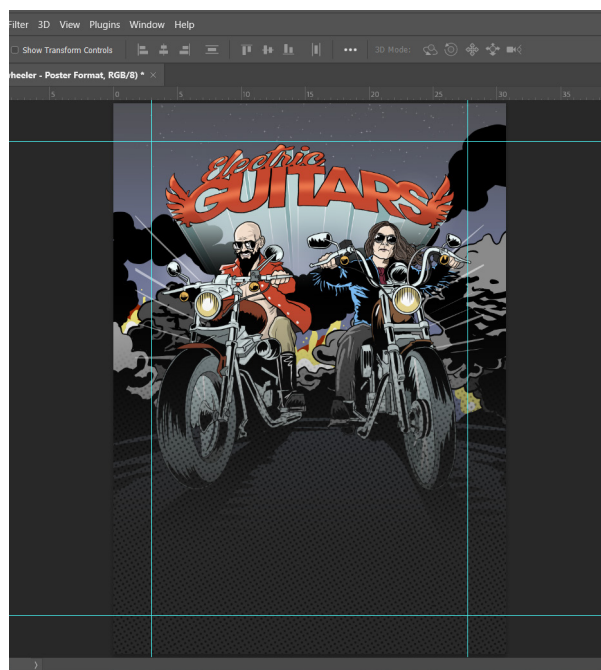 Filter 3D View Plugins Window Help
Show Transform Controls ••• 3D Mode:
wheeler - Poster Format, RGB/8) * ×
5 0 5 10 15 20 25 30 35
Electric
GUITARS